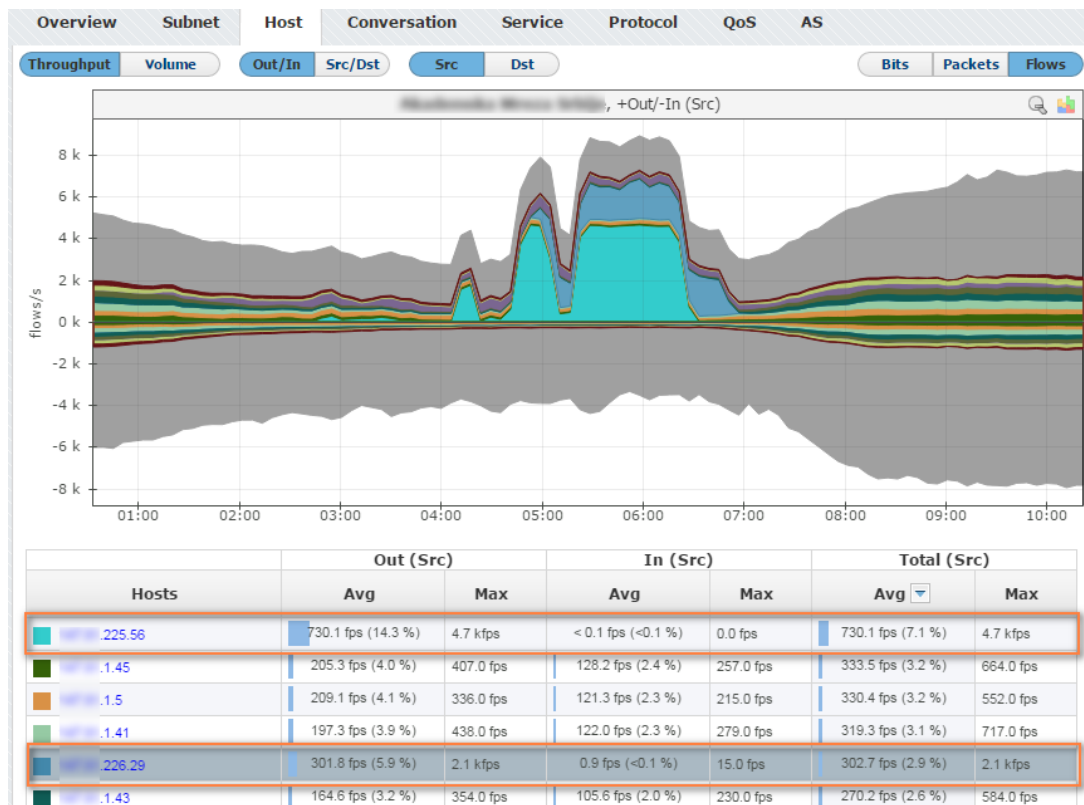 Overview Subnet Host Conversation Service Protocol QoS AS
Throughput Volume Out/In Src/Dst Src Dst Bits Packets Flows
, +Out/-In (Src)
8 k
6 k
4 k
2 k
0 k
-2 k
-4 k
-6 k
-8 k
flows/s
01:00 02:00 03:00 04:00 05:00 06:00 07:00 08:00 09:00 10:00
Out (Src) In (Src) Total (Src)
Hosts Avg Max Avg Max Avg Max
.225.56 730.1 fps (14.3 %) 4.7 kfps < 0.1 fps (<0.1 %) 0.0 fps 730.1 fps (7.1 %) 4.7 kfps
.1.45 205.3 fps (4.0 %) 407.0 fps 128.2 fps (2.4 %) 257.0 fps 333.5 fps (3.2 %) 664.0 fps
.1.5 209.1 fps (4.1 %) 336.0 fps 121.3 fps (2.3 %) 215.0 fps 330.4 fps (3.2 %) 552.0 fps
.1.41 197.3 fps (3.9 %) 438.0 fps 122.0 fps (2.3 %) 279.0 fps 319.3 fps (3.1 %) 717.0 fps
.226.29 301.8 fps (5.9 %) 2.1 kfps 0.9 fps (<0.1 %) 15.0 fps 302.7 fps (2.9 %) 2.1 kfps
.1.43 164.6 fps (3.2 %) 354.0 fps 105.6 fps (2.0 %) 230.0 fps 270.2 fps (2.6 %) 584.0 fps